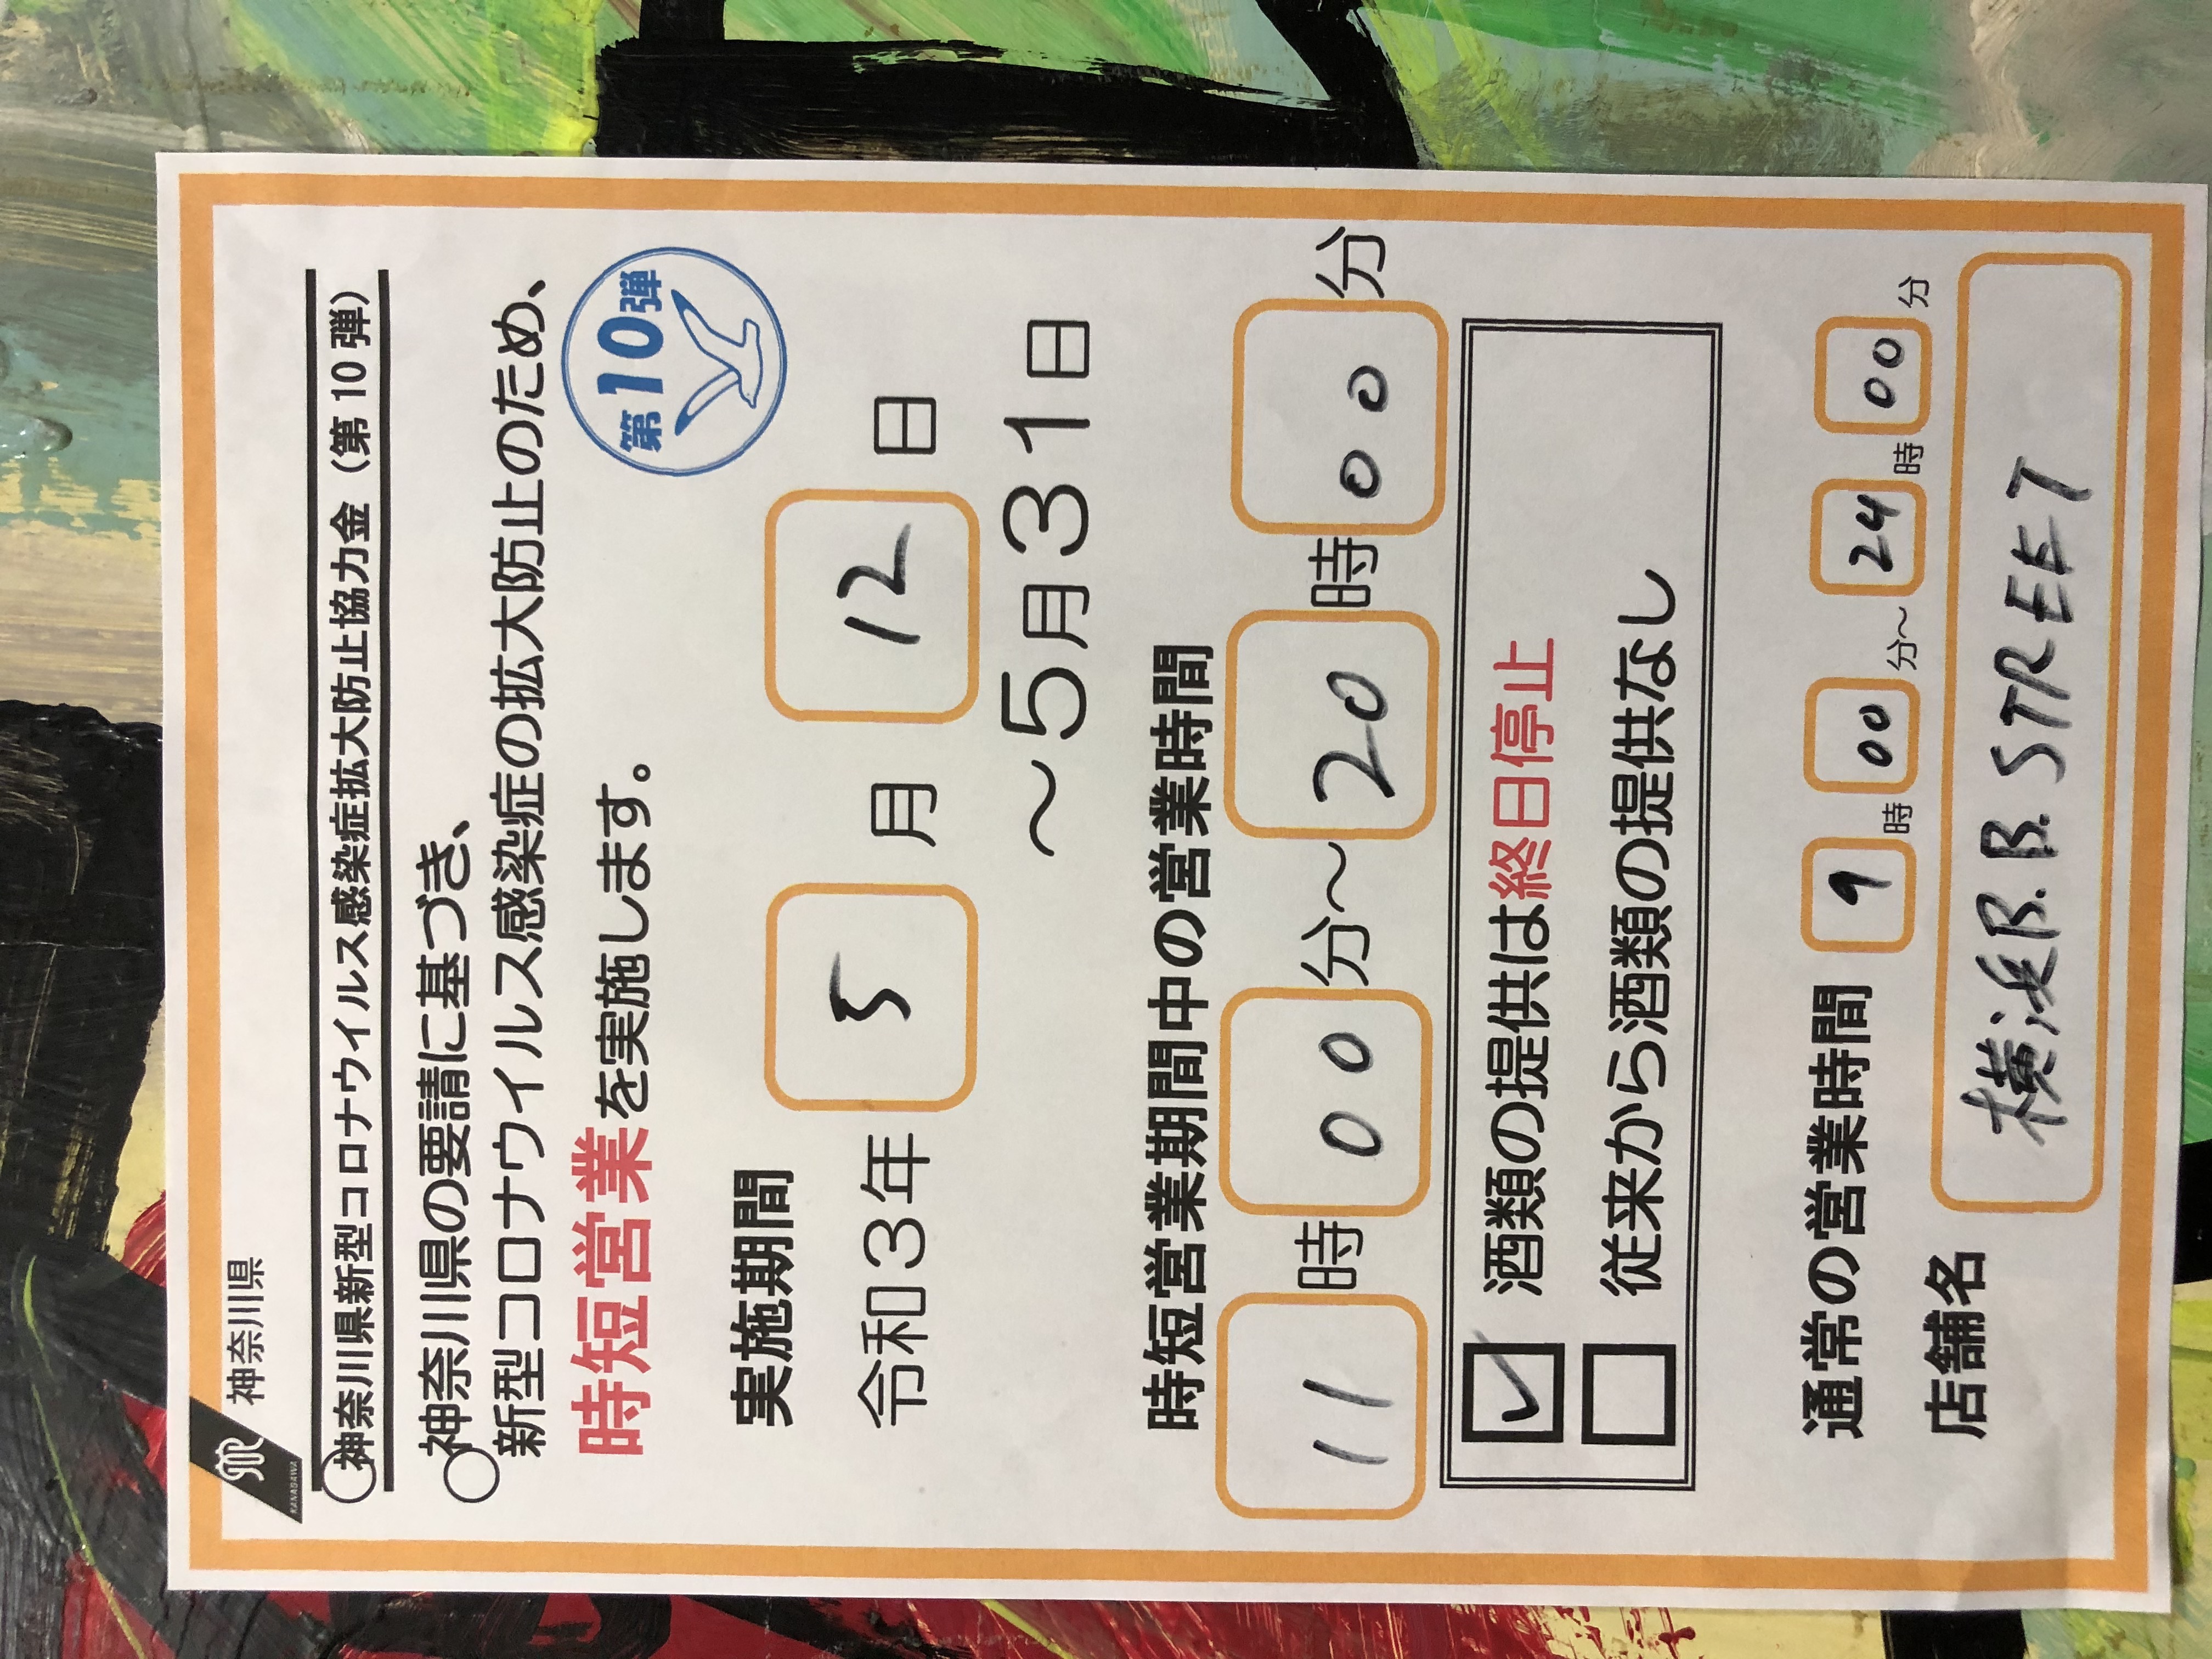 神奈川県
KANAGAWA
神奈川県新型コロナウイルス感染症拡大防止協力金（第10弾）
神奈川県の要請に基づき、
新型コロナウイルス感染症の拡大防止のため、
時短営業を実施します。
第10弾
実施期間
令和3年 5 月 12 日
～5月31日
時短営業期間中の営業時間
11 時 00 分～ 20 時 00 分
✓ 酒類の提供は終日停止
□ 従来から酒類の提供なし
通常の営業時間 9 時 00 分～ 24 時 00 分
店舗名 横浜B.B.STREET